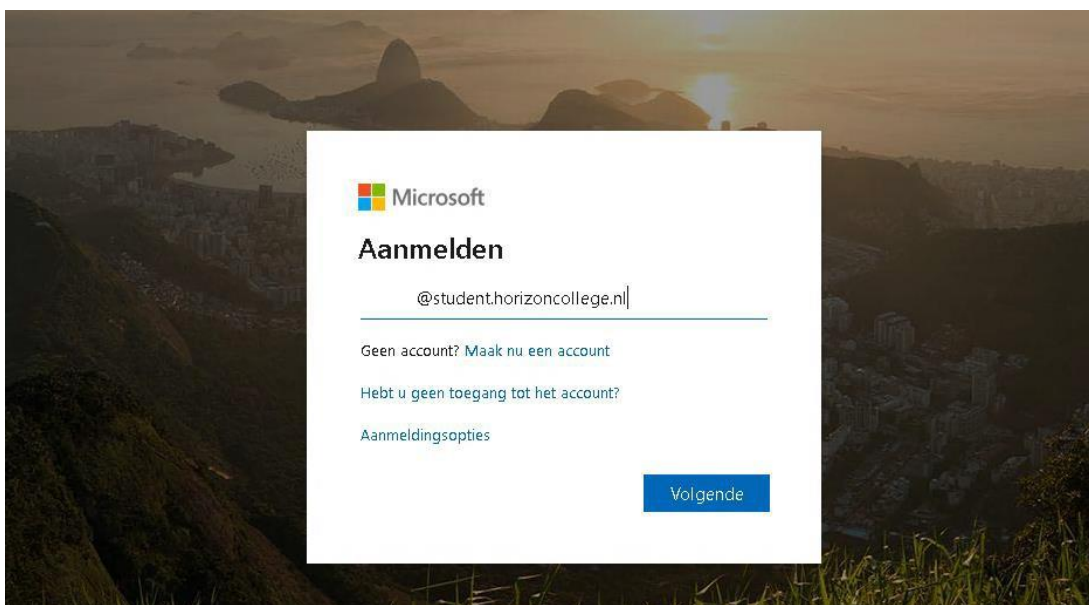 Microsoft
Aanmelden
@student.horizoncollege.nl
Geen account? Maak nu een account
Hebt u geen toegang tot het account?
Aanmeldingsopties
Volgende